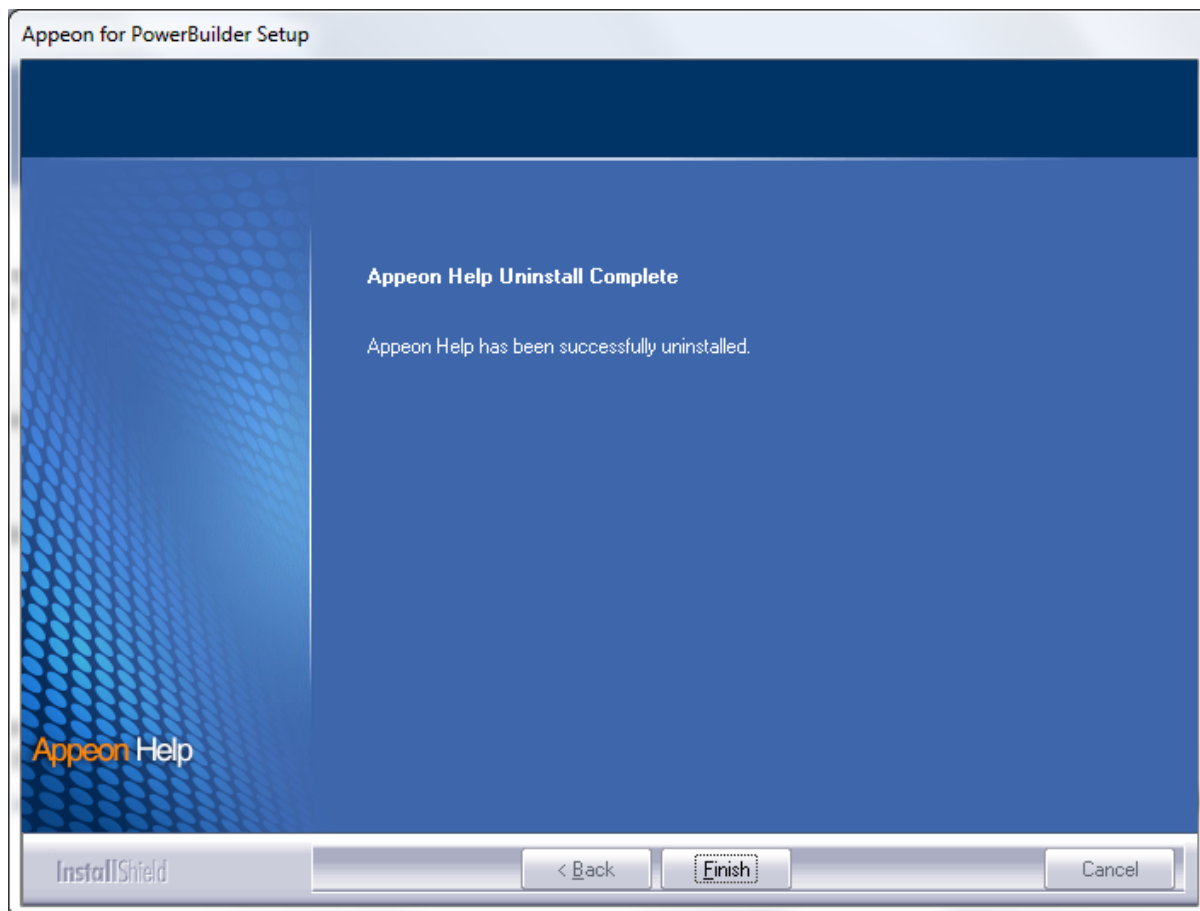 Appeon for PowerBuilder Setup
Appeon Help Uninstall Complete
Appeon Help has been successfully uninstalled.
Appeon Help
InstallShield
< Back
Finish
Cancel